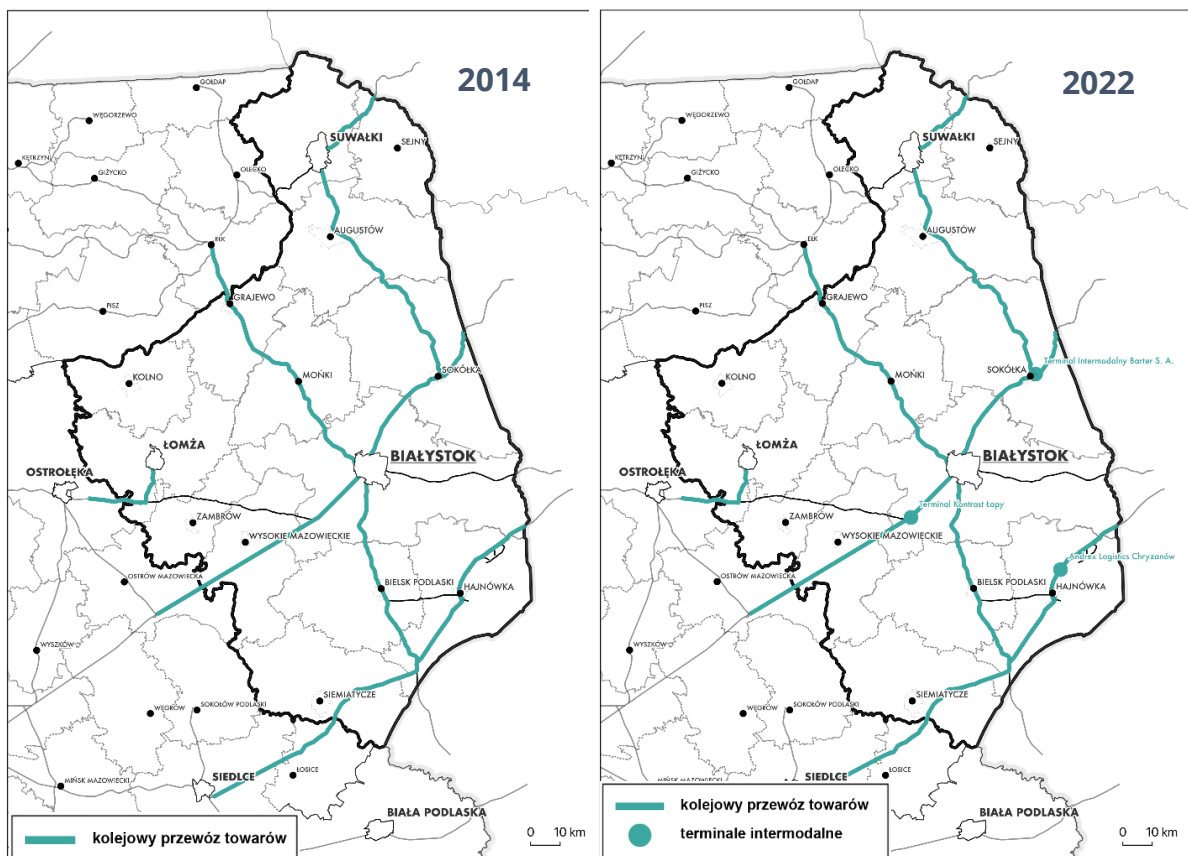 2014
GOŁDAP
WĘGORZEWO
SUWAŁKI
SEJNY
KĘTRZYN
GIŻYCKO
OLECKO
AUGUSTÓW
EŁK
GRAJEWO
PISZ
SOKÓŁKA
KOLNO
MOŃKI
ŁOMŻA
BIAŁYSTOK
OSTROŁĘKA
ZAMBRÓW
WYSOKIE MAZOWIECKIE
OSTRÓW MAZOWIECKA
BIELSK PODLASKI
HAJNÓWKA
WYSZKÓW
SIEMIATYCZE
WĘGRÓW
SOKOŁÓW PODLASKI
SIEDLCE
ŁOSICE
MIŃSK MAZOWIECKI
BIAŁA PODLASKA
kolejowy przewóz towarów
0 10 km
2022
GOŁDAP
WĘGORZEWO
SUWAŁKI
SEJNY
KĘTRZYN
GIŻYCKO
OLECKO
AUGUSTÓW
EŁK
GRAJEWO
PISZ
Terminal Intermodalny Barter S. A.
SOKÓŁKA
KOLNO
MOŃKI
ŁOMŻA
BIAŁYSTOK
OSTROŁĘKA
Terminal Kontrast Łapy
ZAMBRÓW
WYSOKIE MAZOWIECKIE
Andrex Logistics Chryzanów
OSTRÓW MAZOWIECKA
BIELSK PODLASKI
HAJNÓWKA
WYSZKÓW
SIEMIATYCZE
WĘGRÓW
SOKOŁÓW PODLASKI
SIEDLCE
ŁOSICE
MIŃSK MAZOWIECKI
BIAŁA PODLASKA
kolejowy przewóz towarów
terminale intermodalne
0 10 km